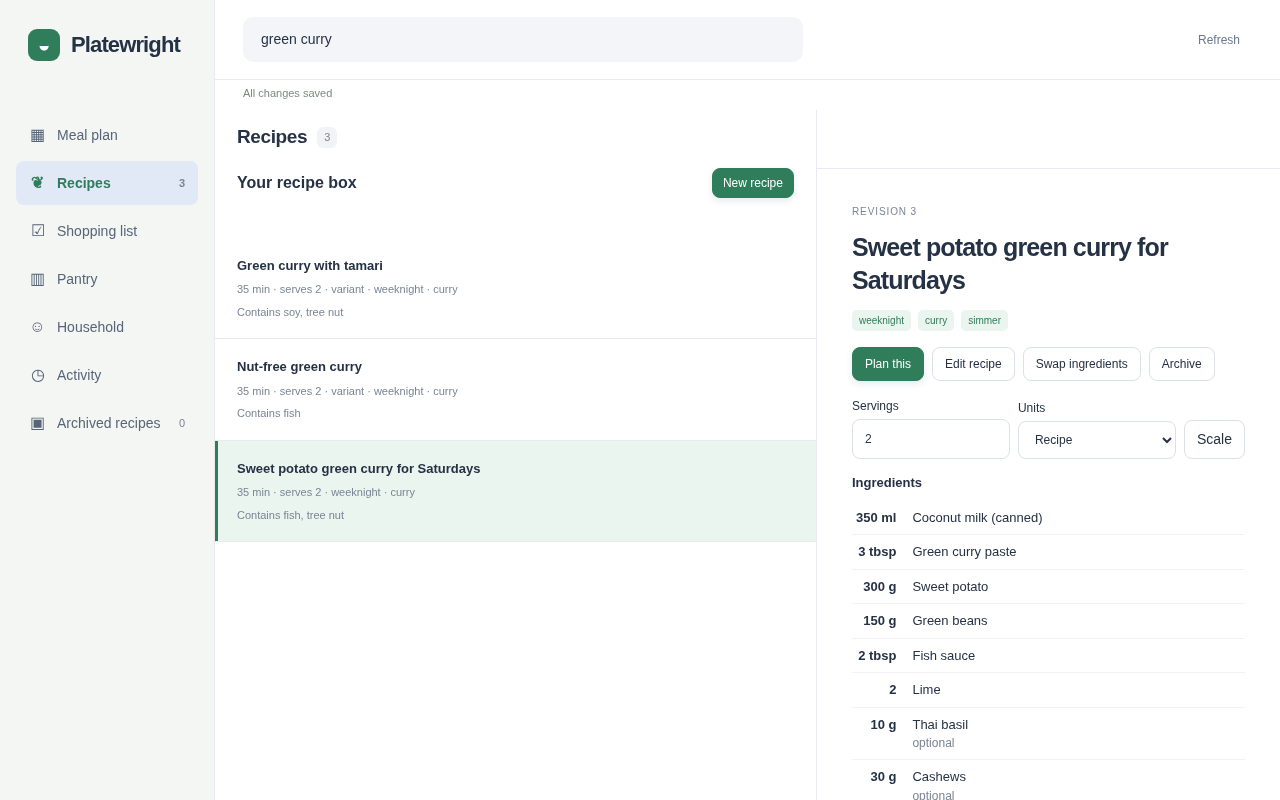 Platewright
green curry
Refresh
All changes saved
Meal plan
Recipes 3
Shopping list
Pantry
Household
Activity
Archived recipes 0
Recipes 3
Your recipe box
New recipe
Green curry with tamari
35 min · serves 2 · variant · weeknight · curry
Contains soy, tree nut
Nut-free green curry
35 min · serves 2 · variant · weeknight · curry
Contains fish
Sweet potato green curry for Saturdays
35 min · serves 2 · weeknight · curry
Contains fish, tree nut
REVISION 3
Sweet potato green curry for
Saturdays
weeknight curry simmer
Plan this Edit recipe Swap ingredients Archive
Servings Units
2 Recipe Scale
Ingredients
350 ml Coconut milk (canned)
3 tbsp Green curry paste
300 g Sweet potato
150 g Green beans
2 tbsp Fish sauce
2 Lime
10 g Thai basil
optional
30 g Cashews
optional